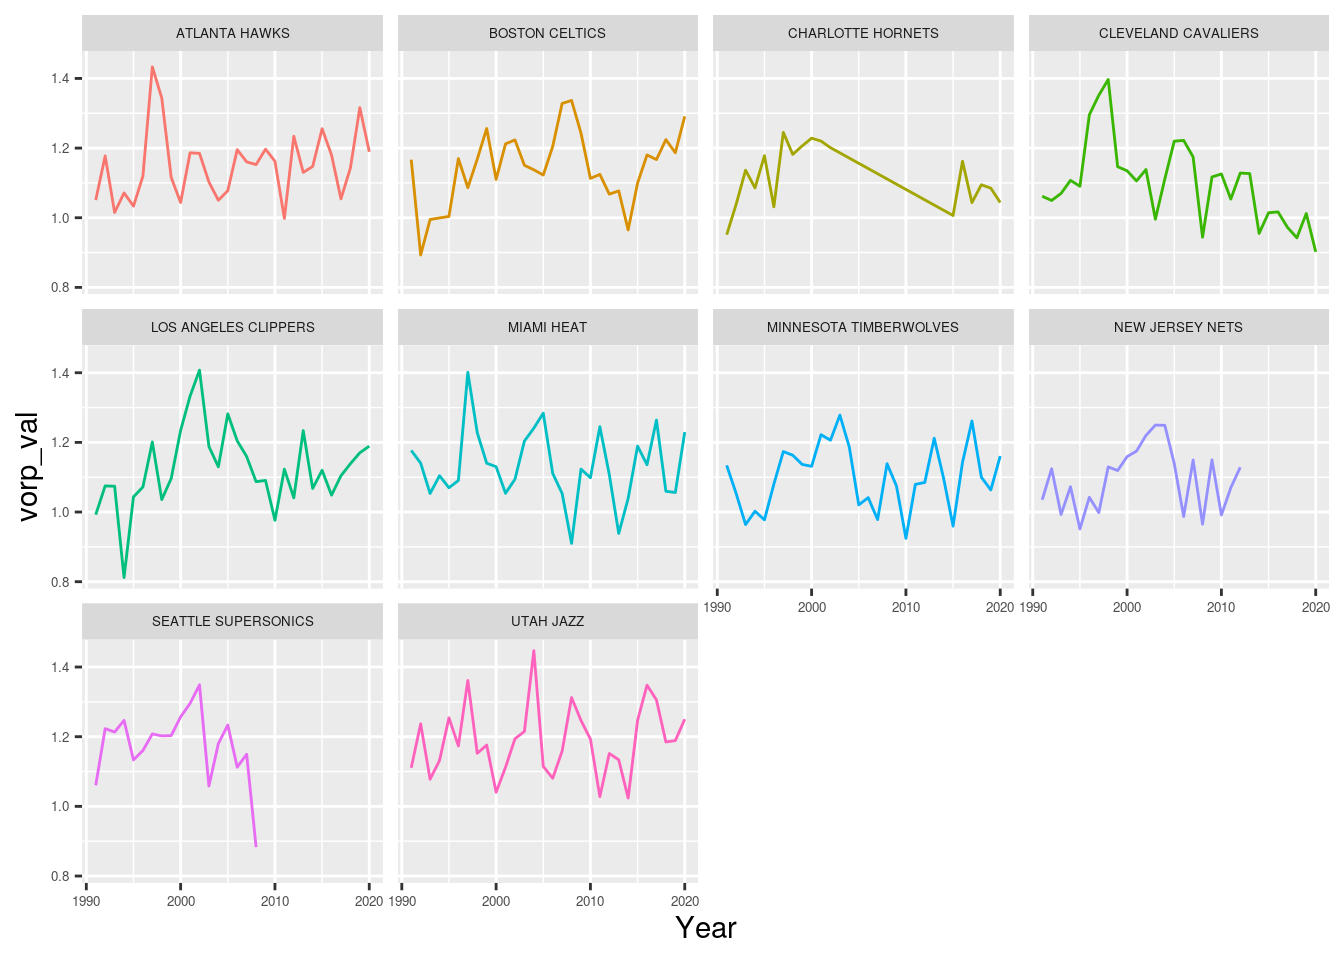 ATLANTA HAWKS BOSTON CELTICS CHARLOTTE HORNETS CLEVELAND CAVALIERS
1.4
1.2
1.0
0.8
LOS ANGELES CLIPPERS MIAMI HEAT MINNESOTA TIMBERWOLVES NEW JERSEY NETS
1.4
1.2
1.0
0.8
vorp_val
1990 2000 2010 2020 1990 2000 2010 2020
SEATTLE SUPERSONICS UTAH JAZZ
1.4
1.2
1.0
0.8
1990 2000 2010 2020 1990 2000 2010 2020
Year